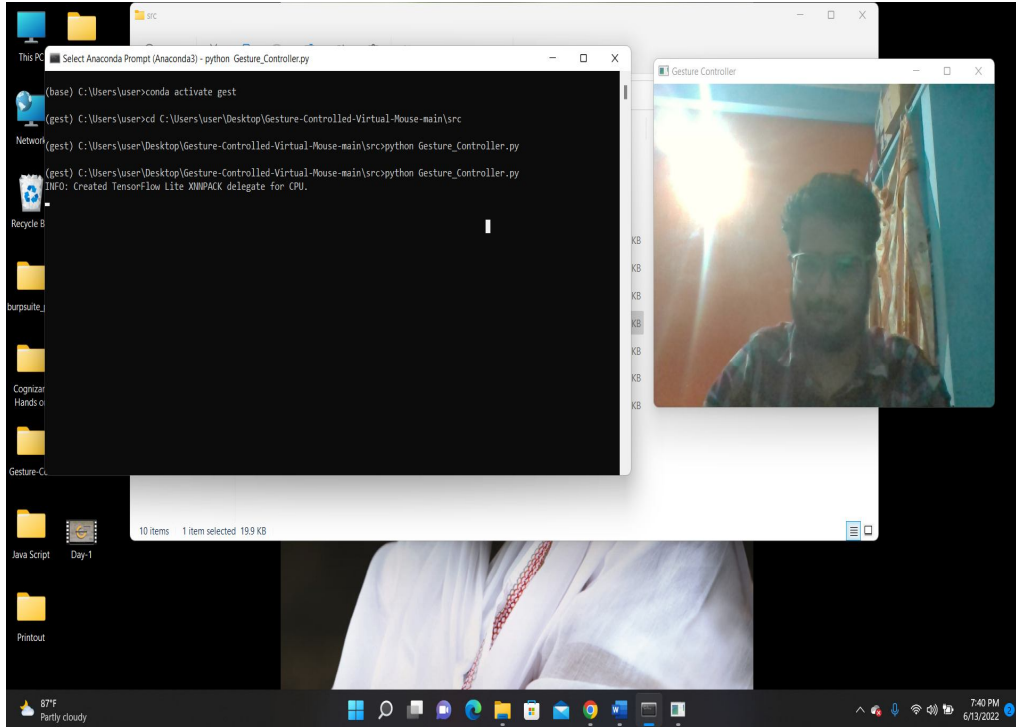 src
This PC
Select Anaconda Prompt (Anaconda3) - python Gesture_Controller.py
(base) C:\Users\user>conda activate gest
(gest) C:\Users\user>cd C:\Users\user\Desktop\Gesture-Controlled-Virtual-Mouse-main\src
(gest) C:\Users\user\Desktop\Gesture-Controlled-Virtual-Mouse-main\src>python Gesture_Controller.py
(gest) C:\Users\user\Desktop\Gesture-Controlled-Virtual-Mouse-main\src>python Gesture_Controller.py
INFO: Created TensorFlow Lite XNNPACK delegate for CPU.
Gesture Controller
Network
Recycle B
burpsuite_
Cognizan
Hands o
Gesture-C
KB
KB
KB
KB
KB
KB
KB
10 items 1 item selected 19.9 KB
Java Script
Day-1
Printout
87°F
Partly cloudy
7:40 PM
6/13/2022
2